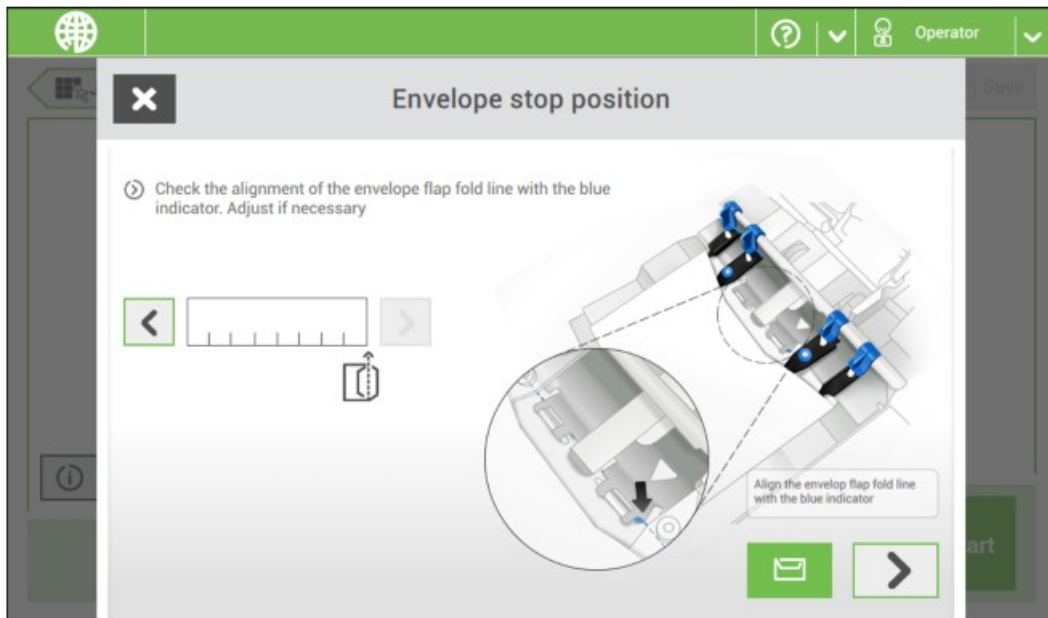 Operator
Save
Envelope stop position
Check the alignment of the envelope flap fold line with the blue
indicator. Adjust if necessary
Align the envelop flap fold line
with the blue indicator
art